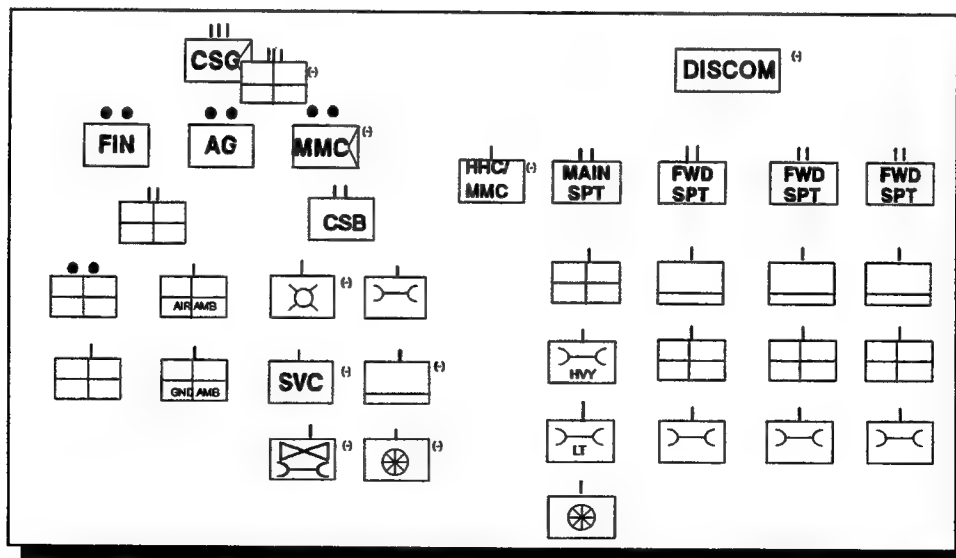 CSG
(-)
DISCOM
(-)
FIN
AG
MMC
(-)
HHC/
MMC
(-)
MAIN
SPT
FWD
SPT
FWD
SPT
FWD
SPT
CSB
AIR AMB
(-)
GND AMB
SVC
(-)
(-)
HVY
(-)
(-)
LT